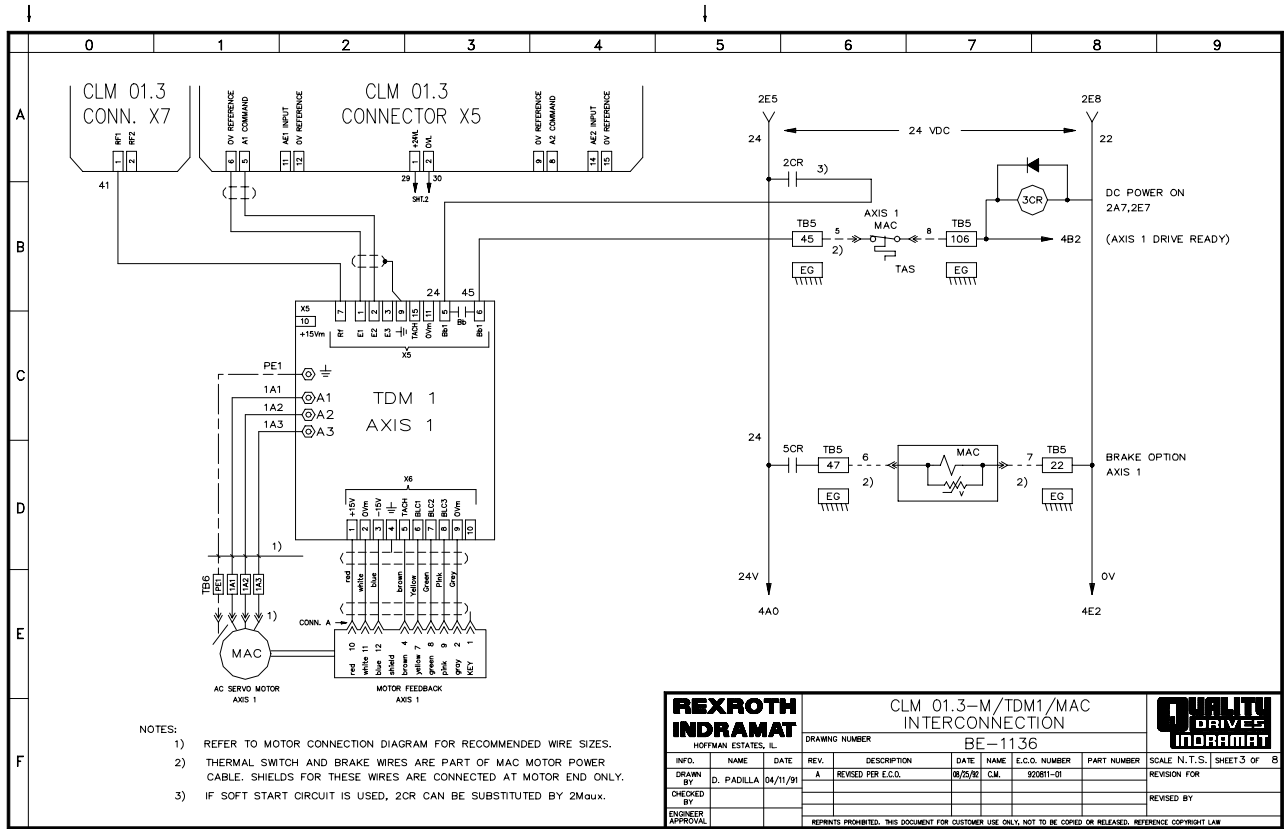 0 1 2 3 4 5 6 7 8 9
A
B
C
D
E
F
CLM 01.3
CONN. X7
RF1
RF2
1
2
41
CLM 01.3
CONNECTOR X5
0V REFERENCE
A1 COMMAND
AE1 INPUT
0V REFERENCE
+24VL
0VL
0V REFERENCE
A2 COMMAND
AE2 INPUT
0V REFERENCE
6 5 11 12 1 2 9 8 14 15
29 30
SHT.2
2E5
24
24 VDC
2E8
22
2CR 3)
3CR
DC POWER ON
2A7,2E7
AXIS 1
MAC
TB5
45
5
2)
8
TB5
106
4B2 (AXIS 1 DRIVE READY)
TAS
EG
EG
24 45
X5
10
+15Vm
7 1 2 3 9 15 11 5 6
Rf E1 E2 E3 TACH 0Vm Bb1 Bb Bb1
X5
PE1
1A1
A1
1A2
A2
1A3
A3
TDM 1
AXIS 1
24
5CR
TB5
47
6
2)
MAC
V
7
2)
TB5
22
BRAKE OPTION
AXIS 1
EG
EG
X6
+15V 0Vm -15V TACH BLC1 BLC2 BLC3 0Vm
1 2 3 4 5 6 7 8 9 10
1)
red white blue brown Yellow Green Pink Grey
TB6
PE1 1A1 1A2 1A3
1)
CONN. A
10 11 12 4 7 8 9 2 1
red white blue shield brown yellow green pink gray KEY
MAC
AC SERVO MOTOR
AXIS 1
MOTOR FEEDBACK
AXIS 1
24V
4A0
0V
4E2
NOTES:
1) REFER TO MOTOR CONNECTION DIAGRAM FOR RECOMMENDED WIRE SIZES.
2) THERMAL SWITCH AND BRAKE WIRES ARE PART OF MAC MOTOR POWER
CABLE. SHIELDS FOR THESE WIRES ARE CONNECTED AT MOTOR END ONLY.
3) IF SOFT START CIRCUIT IS USED, 2CR CAN BE SUBSTITUTED BY 2Maux.
REXROTH
INDRAMAT
HOFFMAN ESTATES, IL.
CLM 01.3-M/TDM1/MAC
INTERCONNECTION
DRAWING NUMBER
BE-1136
QUALITY
DRIVES
INDRAMAT
INFO. NAME DATE REV. DESCRIPTION DATE NAME E.C.O. NUMBER PART NUMBER SCALE N.T.S. SHEET 3 OF 8
DRAWN BY D. PADILLA 04/11/91 A REVISED PER E.C.O. 08/25/92 C.M. 920811-01 REVISION FOR
CHECKED BY
REVISED BY
ENGINEER APPROVAL
REPRINTS PROHIBITED. THIS DOCUMENT FOR CUSTOMER USE ONLY, NOT TO BE COPIED OR RELEASED. REFERENCE COPYRIGHT LAW